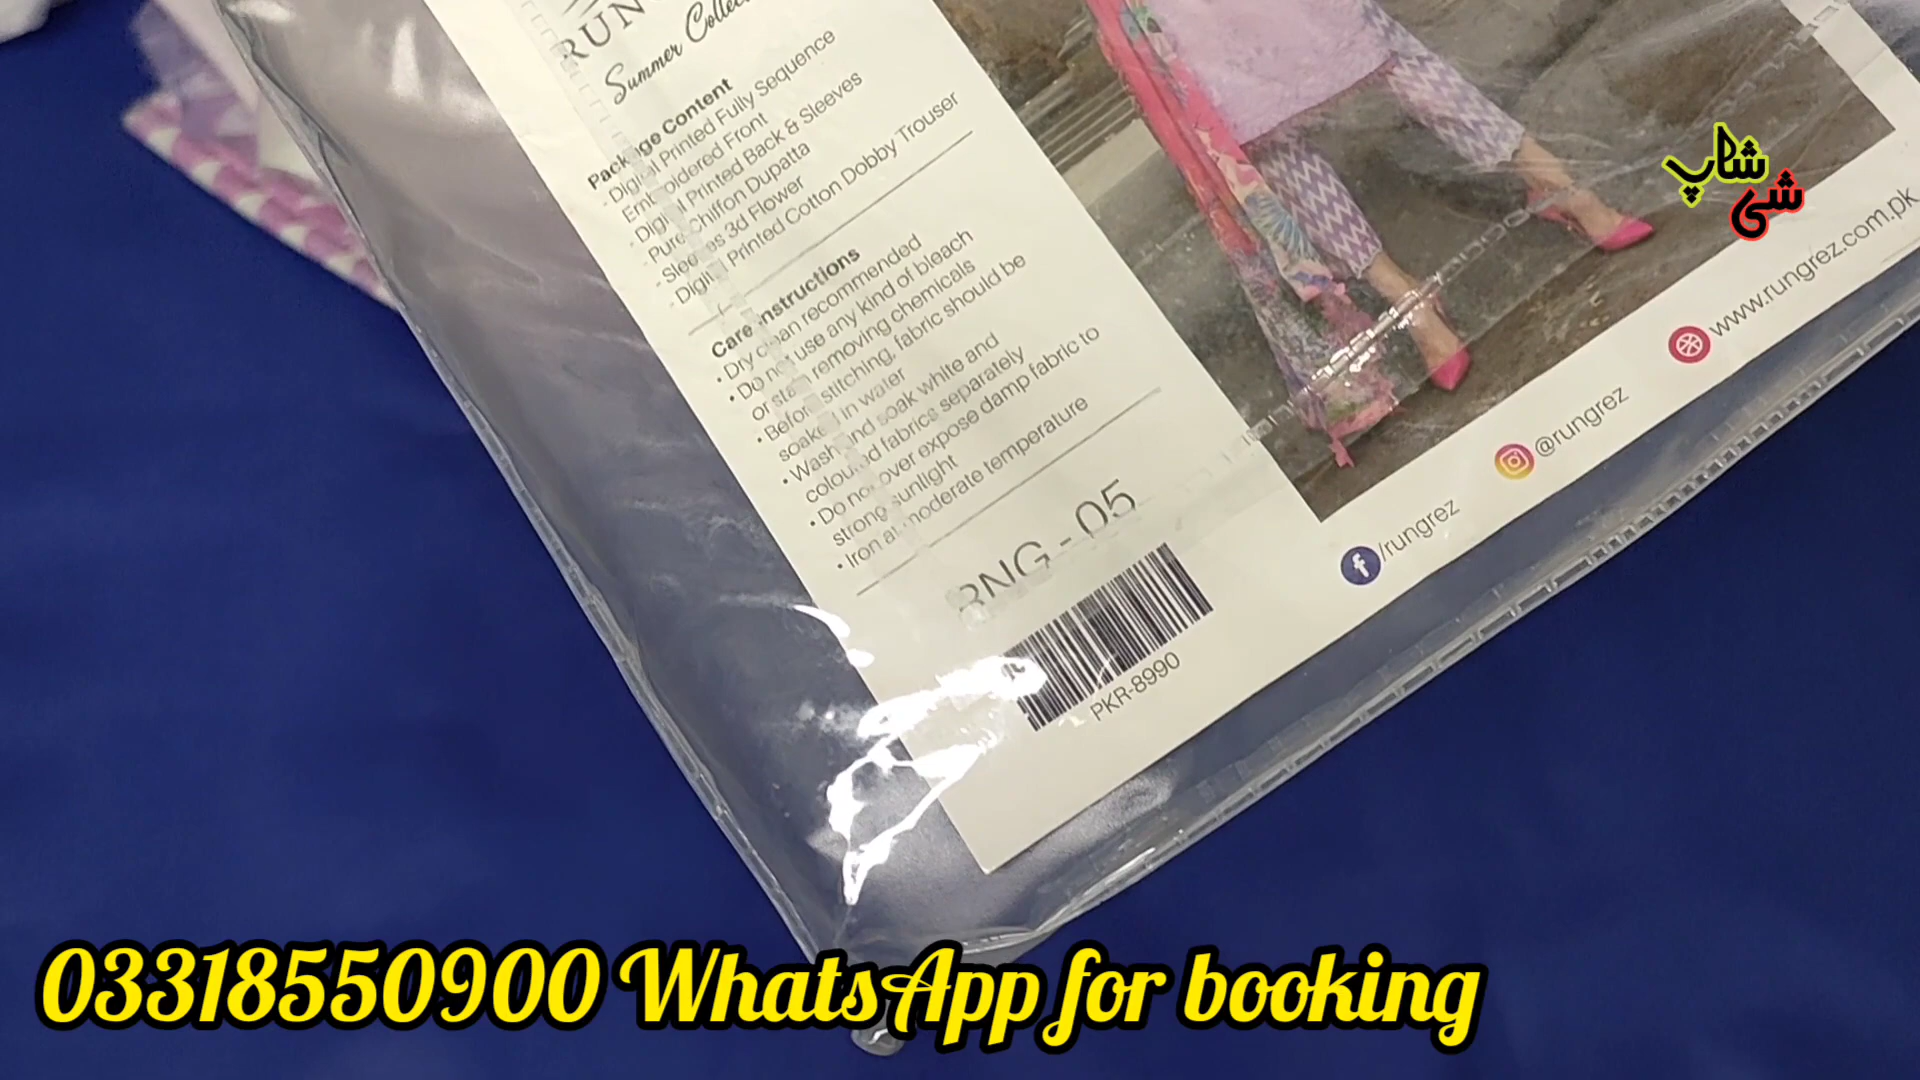 Summer
Package Content
- Digital Printed Fully Sequence
Embroidered Front
- Digital Printed Back & Sleeves
- Pure Chiffon Dupatta
- Sleeves 3d Flower
- Digital Printed Cotton Dobby Trouser
Care Instructions
• Dry clean recommended
• Do not use any kind of bleach
or stain removing chemicals
• Before stitching, fabric should be
soaked in water
• Wash and soak white and
coloured fabrics separately
• Do not over expose damp fabric to
strong sunlight
• Iron at moderate temperature
RNG - 05
PKR-8990
/rungrez
@rungrez
www.rungrez.com.pk
شی شاپ
03318550900 WhatsApp for booking